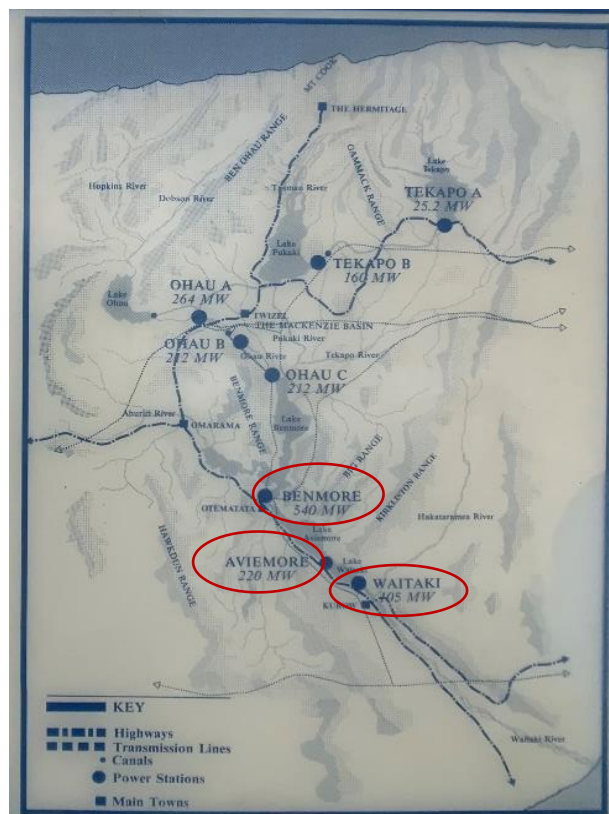 MT COOK
THE HERMITAGE
BEN OHAU RANGE
GAMMACK RANGE
Lake
Tekapo
Hopkins River
Dobson River
Tasman River
TEKAPO A
25.2 MW
Lake
Pukaki
TEKAPO B
160 MW
OHAU A
264 MW
Lake
Ohau
TWIZEL
THE MACKENZIE BASIN
Pukaki River
OHAU B
212 MW
Ohau River
Tekapo River
OHAU C
212 MW
BENMORE RANGE
Ahuriri River
OMARAMA
Lake
Benmore
BIG RANGE
KIRKLISTON RANGE
BENMORE
540 MW
OTEMATATA
Hakataramea River
Lake
Aviemore
HAWKDUN RANGE
AVIEMORE
220 MW
Lake
Waitaki
WAITAKI
105 MW
KUROW
Waitaki River
KEY
Highways
Transmission Lines
Canals
Power Stations
Main Towns